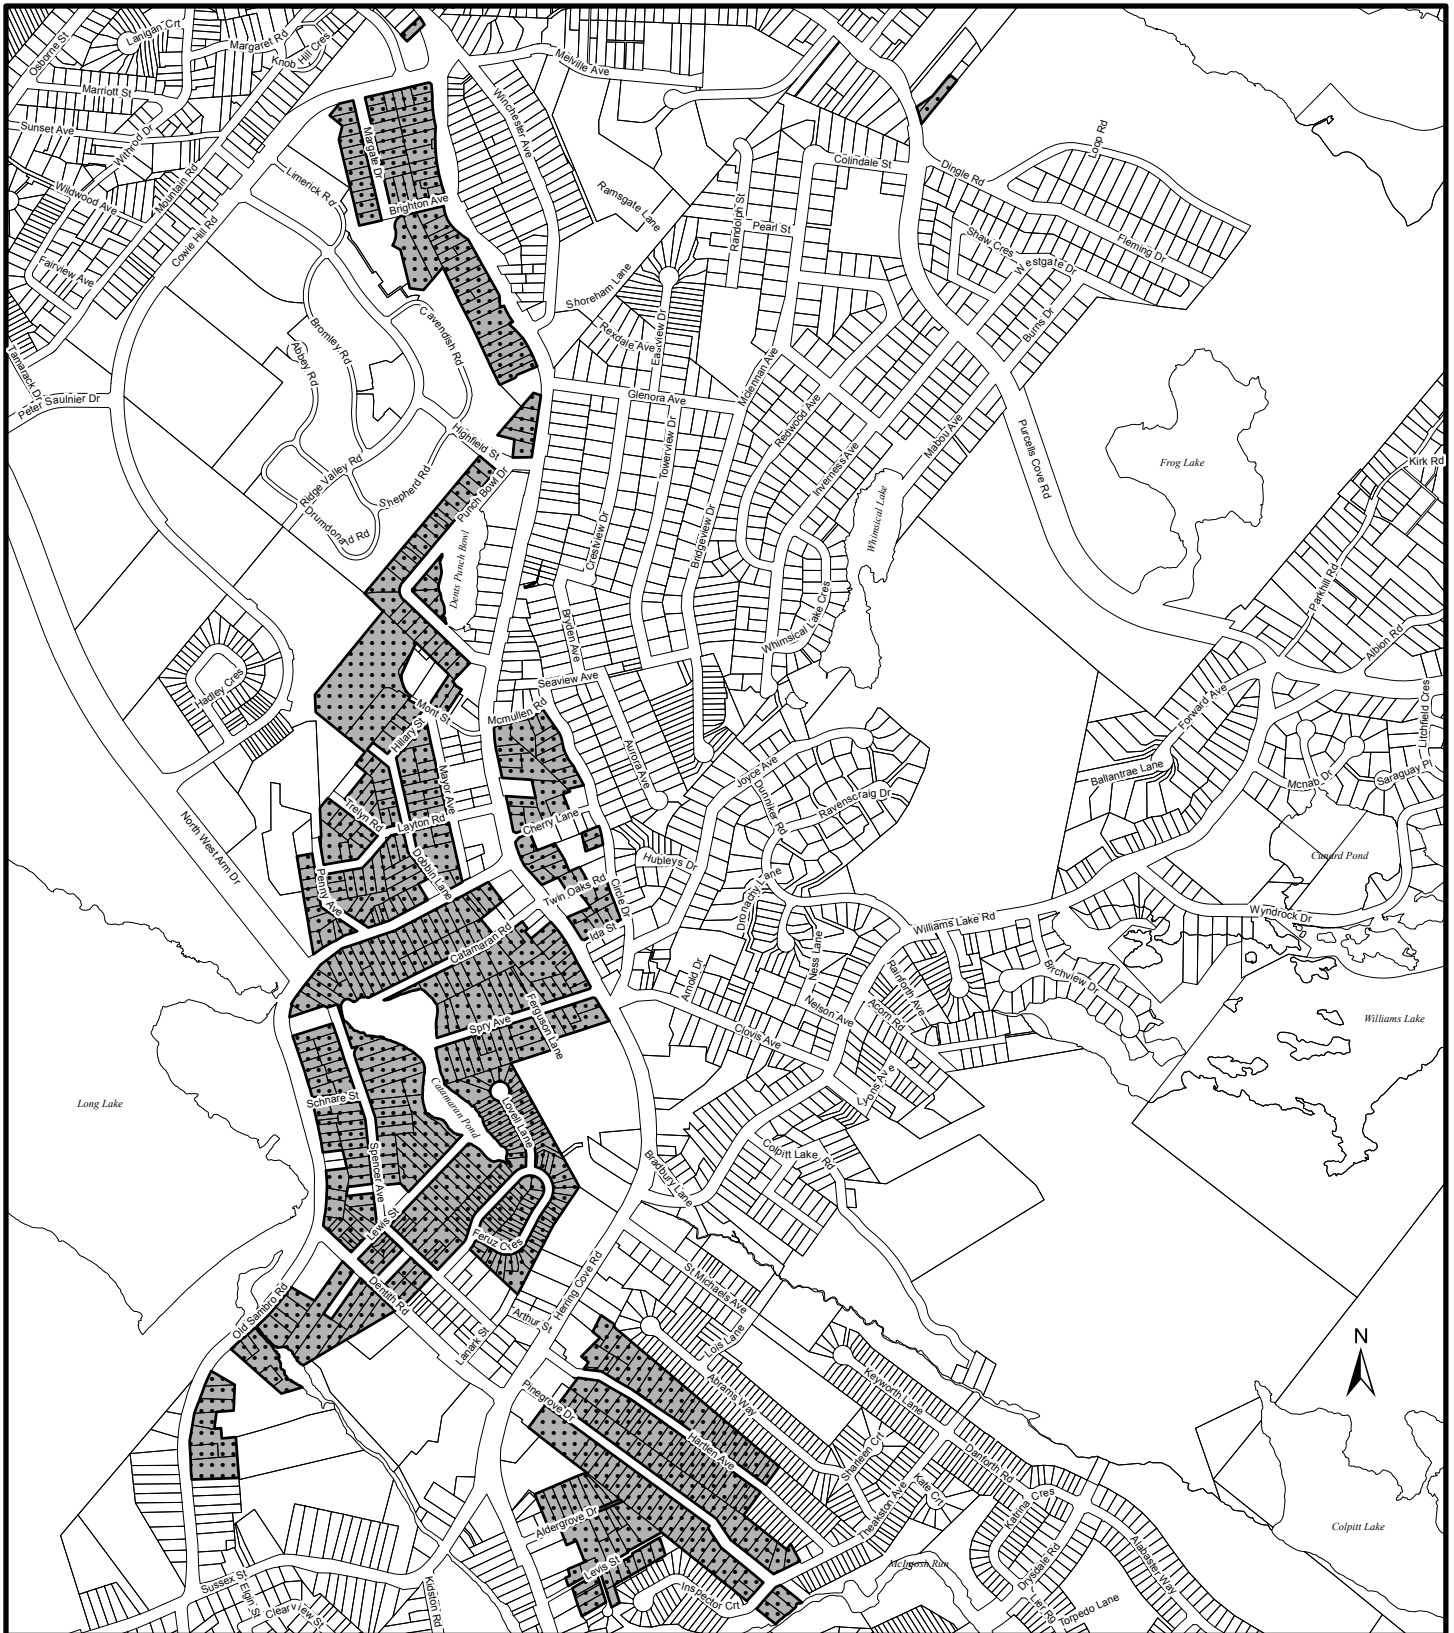 Osborne St
Lanigan Crt
Margaret Rd
Knob Hill Cres
Melville Ave
Marriott St
Winchester Ave
Sunset Ave
Withrod Dr
Margate Dr
Loop Rd
Colindale St
Dingle Rd
Mountain Rd
Wildwood Ave
Limerick Rd
Ramsgate Lane
Brighton Ave
Randolph St
Pearl St
Cowie Hill Rd
Shaw Cres
Fleming Dr
Westgate Dr
Fairview Ave
Shoreham Lane
Cavendish Rd
Bromley Rd
Rexdale Ave
Eastview Dr
Burns Dr
Abbey Rd
Tamarack Dr
Mclennan Ave
Peter Saulnier Dr
Glenora Ave
Redwood Ave
Highfield St
Towerview Dr
Mabou Ave
Purcells Cove Rd
Frog Lake
Kirk Rd
Ridge Valley Rd
Shepherd Rd
Punch Bowl Dr
Inverness Ave
Drumdonald Rd
Whimsical Lake
Crestview Dr
Bridgeview Dr
Dents Punch Bowl
Parkhill Rd
Bryden Ave
Whimsical Lake Cres
Albion Rd
Hadley Cres
Seaview Ave
Mont St
Mcmullen Rd
Forward Ave
Litchfield Cres
Hillary St
Aurora Ave
Joyce Ave
Mayor Ave
Ballantrae Lane
Saraguay Pl
Mcnab Dr
Dunniker Rd
Ravenscraig Dr
Trelyn Rd
Layton Rd
Cherry Lane
North West Arm Dr
Dobbin Lane
Hubleys Dr
Cunard Pond
Penny Ave
Dronachy Lane
Twin Oaks Rd
Circle Dr
Wyndrock Dr
Williams Lake Rd
Catamaran Rd
Ida St
Ness Lane
Arnold Dr
Rainforth Ave
Birchview Dr
Ferguson Lane
Nelson Ave
Acorn Rd
Spry Ave
Clovis Ave
Williams Lake
Lyons Ave
Schnare St
Long Lake
Catamaran Pond
Lovell Lane
Colpitt Lake Rd
Bradbury Lane
Spencer Ave
Lewis St
Feruz Cres
St Michaels Ave
Herring Cove Rd
Dentith Rd
Old Sambro Rd
Arthur St
Lois Lane
Lanark St
N
Abrams Way
Keyworth Lane
Pinegrove Dr
Hartlen Ave
Sharleen Crt
Danforth Rd
Kate Crt
Katrina Cres
Theakston Ave
Aldergrove Dr
Colpitt Lake
Levis St
McIntosh Run
Alabaster Way
Drysdale Rd
Sussex St
Elgin St
Kidston Rd
Inspector Crt
Lier Rd
Torpedo Lane
Clearview St